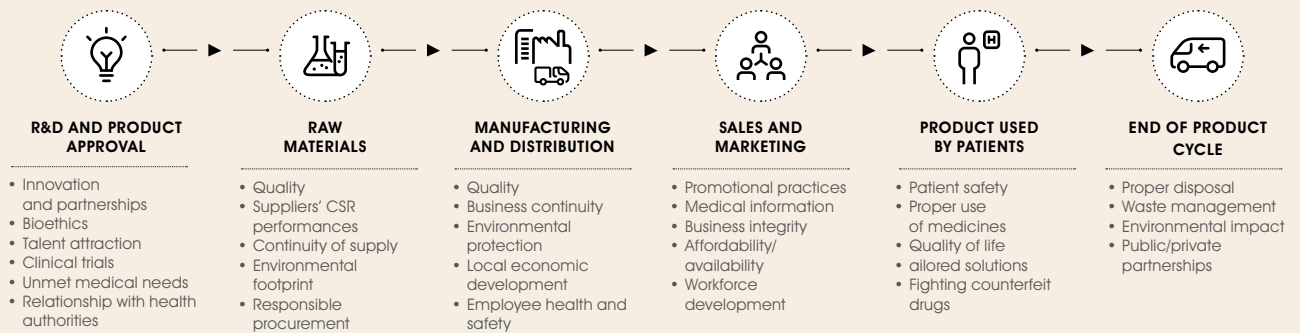 H
R&D AND PRODUCT
APPROVAL
• Innovation
and partnerships
• Bioethics
• Talent attraction
• Clinical trials
• Unmet medical needs
• Relationship with health
authorities
RAW
MATERIALS
• Quality
• Suppliers’ CSR
performances
• Continuity of supply
• Environmental
footprint
• Responsible
procurement
MANUFACTURING
AND DISTRIBUTION
• Quality
• Business continuity
• Environmental
protection
• Local economic
development
• Employee health and
safety
SALES AND
MARKETING
• Promotional practices
• Medical information
• Business integrity
• Affordability/
availability
• Workforce
development
PRODUCT USED
BY PATIENTS
• Patient safety
• Proper use
of medicines
• Quality of life
• ailored solutions
• Fighting counterfeit
drugs
END OF PRODUCT
CYCLE
• Proper disposal
• Waste management
• Environmental impact
• Public/private
partnerships